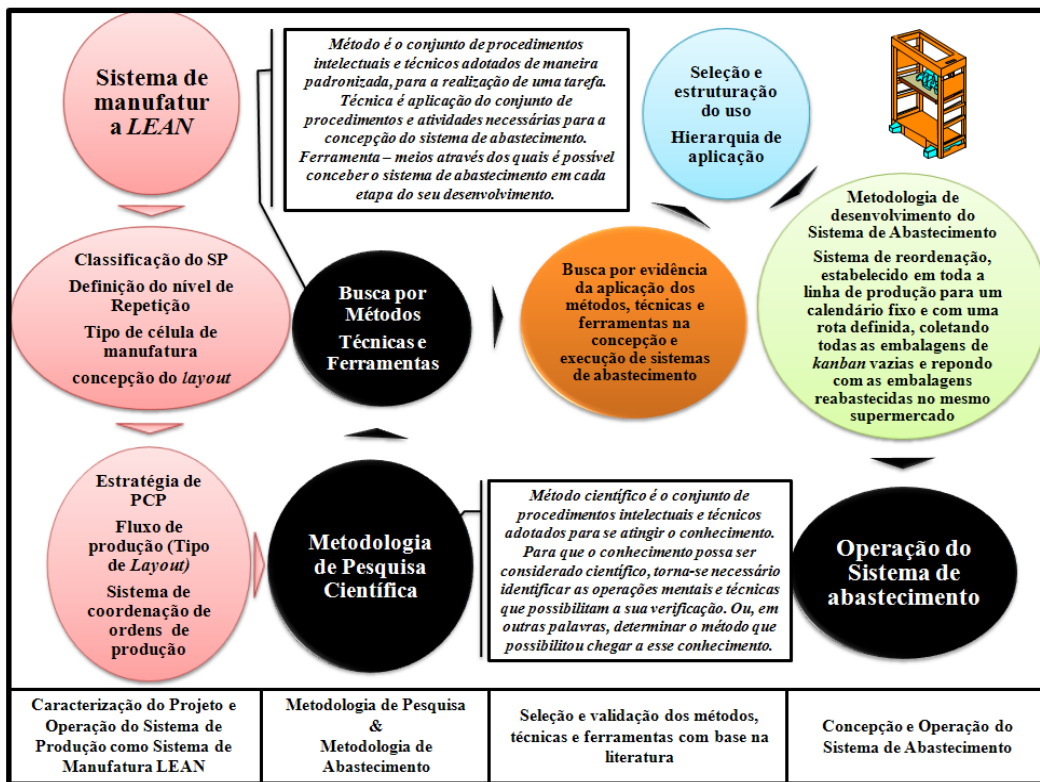 Sistema de
manufatur
a LEAN
Classificação do SP
Definição do nível de
Repetição
Tipo de célula de
manufatura
concepção do layout
Estratégia de
PCP
Fluxo de
produção (Tipo
de Layout)
Sistema de
coordenação de
ordens de
produção
Método é o conjunto de procedimentos
intelectuais e técnicos adotados de maneira
padronizada, para a realização de uma tarefa.
Técnica é aplicação do conjunto de
procedimentos e atividades necessárias para a
concepção do sistema de abastecimento.
Ferramenta – meios através dos quais é possível
conceber o sistema de abastecimento em cada
etapa do seu desenvolvimento.
Busca por
Métodos
Técnicas e
Ferramentas
Metodologia
de Pesquisa
Científica
Seleção e
estruturação
do uso
Hierarquia de
aplicação
Busca por evidência
da aplicação dos
métodos, técnicas e
ferramentas na
concepção e
execução de sistemas
de abastecimento
Método científico é o conjunto de
procedimentos intelectuais e técnicos
adotados para se atingir o conhecimento.
Para que o conhecimento possa ser
considerado científico, torna-se necessário
identificar as operações mentais e técnicas
que possibilitam a sua verificação. Ou, em
outras palavras, determinar o método que
possibilitou chegar a esse conhecimento.
Metodologia de
desenvolvimento do
Sistema de Abastecimento
Sistema de reordenação,
estabelecido em toda a
linha de produção para um
calendário fixo e com uma
rota definida, coletando
todas as embalagens de
kanban vazias e repondo
com as embalagens
reabastecidas no mesmo
supermercado
Operação do
Sistema de
abastecimento
Caracterização do Projeto e
Operação do Sistema de
Produção como Sistema de
Manufatura LEAN
Metodologia de Pesquisa
&
Metodologia de
Abastecimento
Seleção e validação dos métodos,
técnicas e ferramentas com base na
literatura
Concepção e Operação do
Sistema de Abastecimento